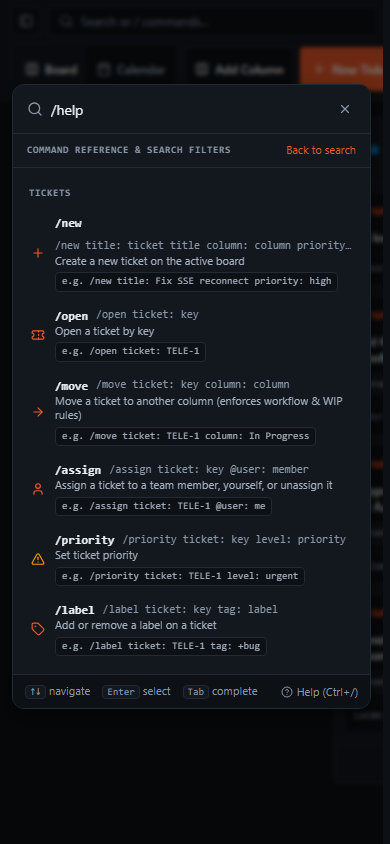 Search or / commands...
Board
Calendar
Add Column
/help
COMMAND REFERENCE & SEARCH FILTERS
Back to search
TICKETS
/new
/new title: ticket title column: column priority…
Create a new ticket on the active board
e.g. /new title: Fix SSE reconnect priority: high
/open /open ticket: key
Open a ticket by key
e.g. /open ticket: TELE-1
/move /move ticket: key column: column
Move a ticket to another column (enforces workflow & WIP
rules)
e.g. /move ticket: TELE-1 column: In Progress
/assign /assign ticket: key @user: member
Assign a ticket to a team member, yourself, or unassign it
e.g. /assign ticket: TELE-1 @user: me
/priority /priority ticket: key level: priority
Set ticket priority
e.g. /priority ticket: TELE-1 level: urgent
/label /label ticket: key tag: label
Add or remove a label on a ticket
e.g. /label ticket: TELE-1 tag: +bug
↑↓ navigate Enter select Tab complete Help (Ctrl+/)